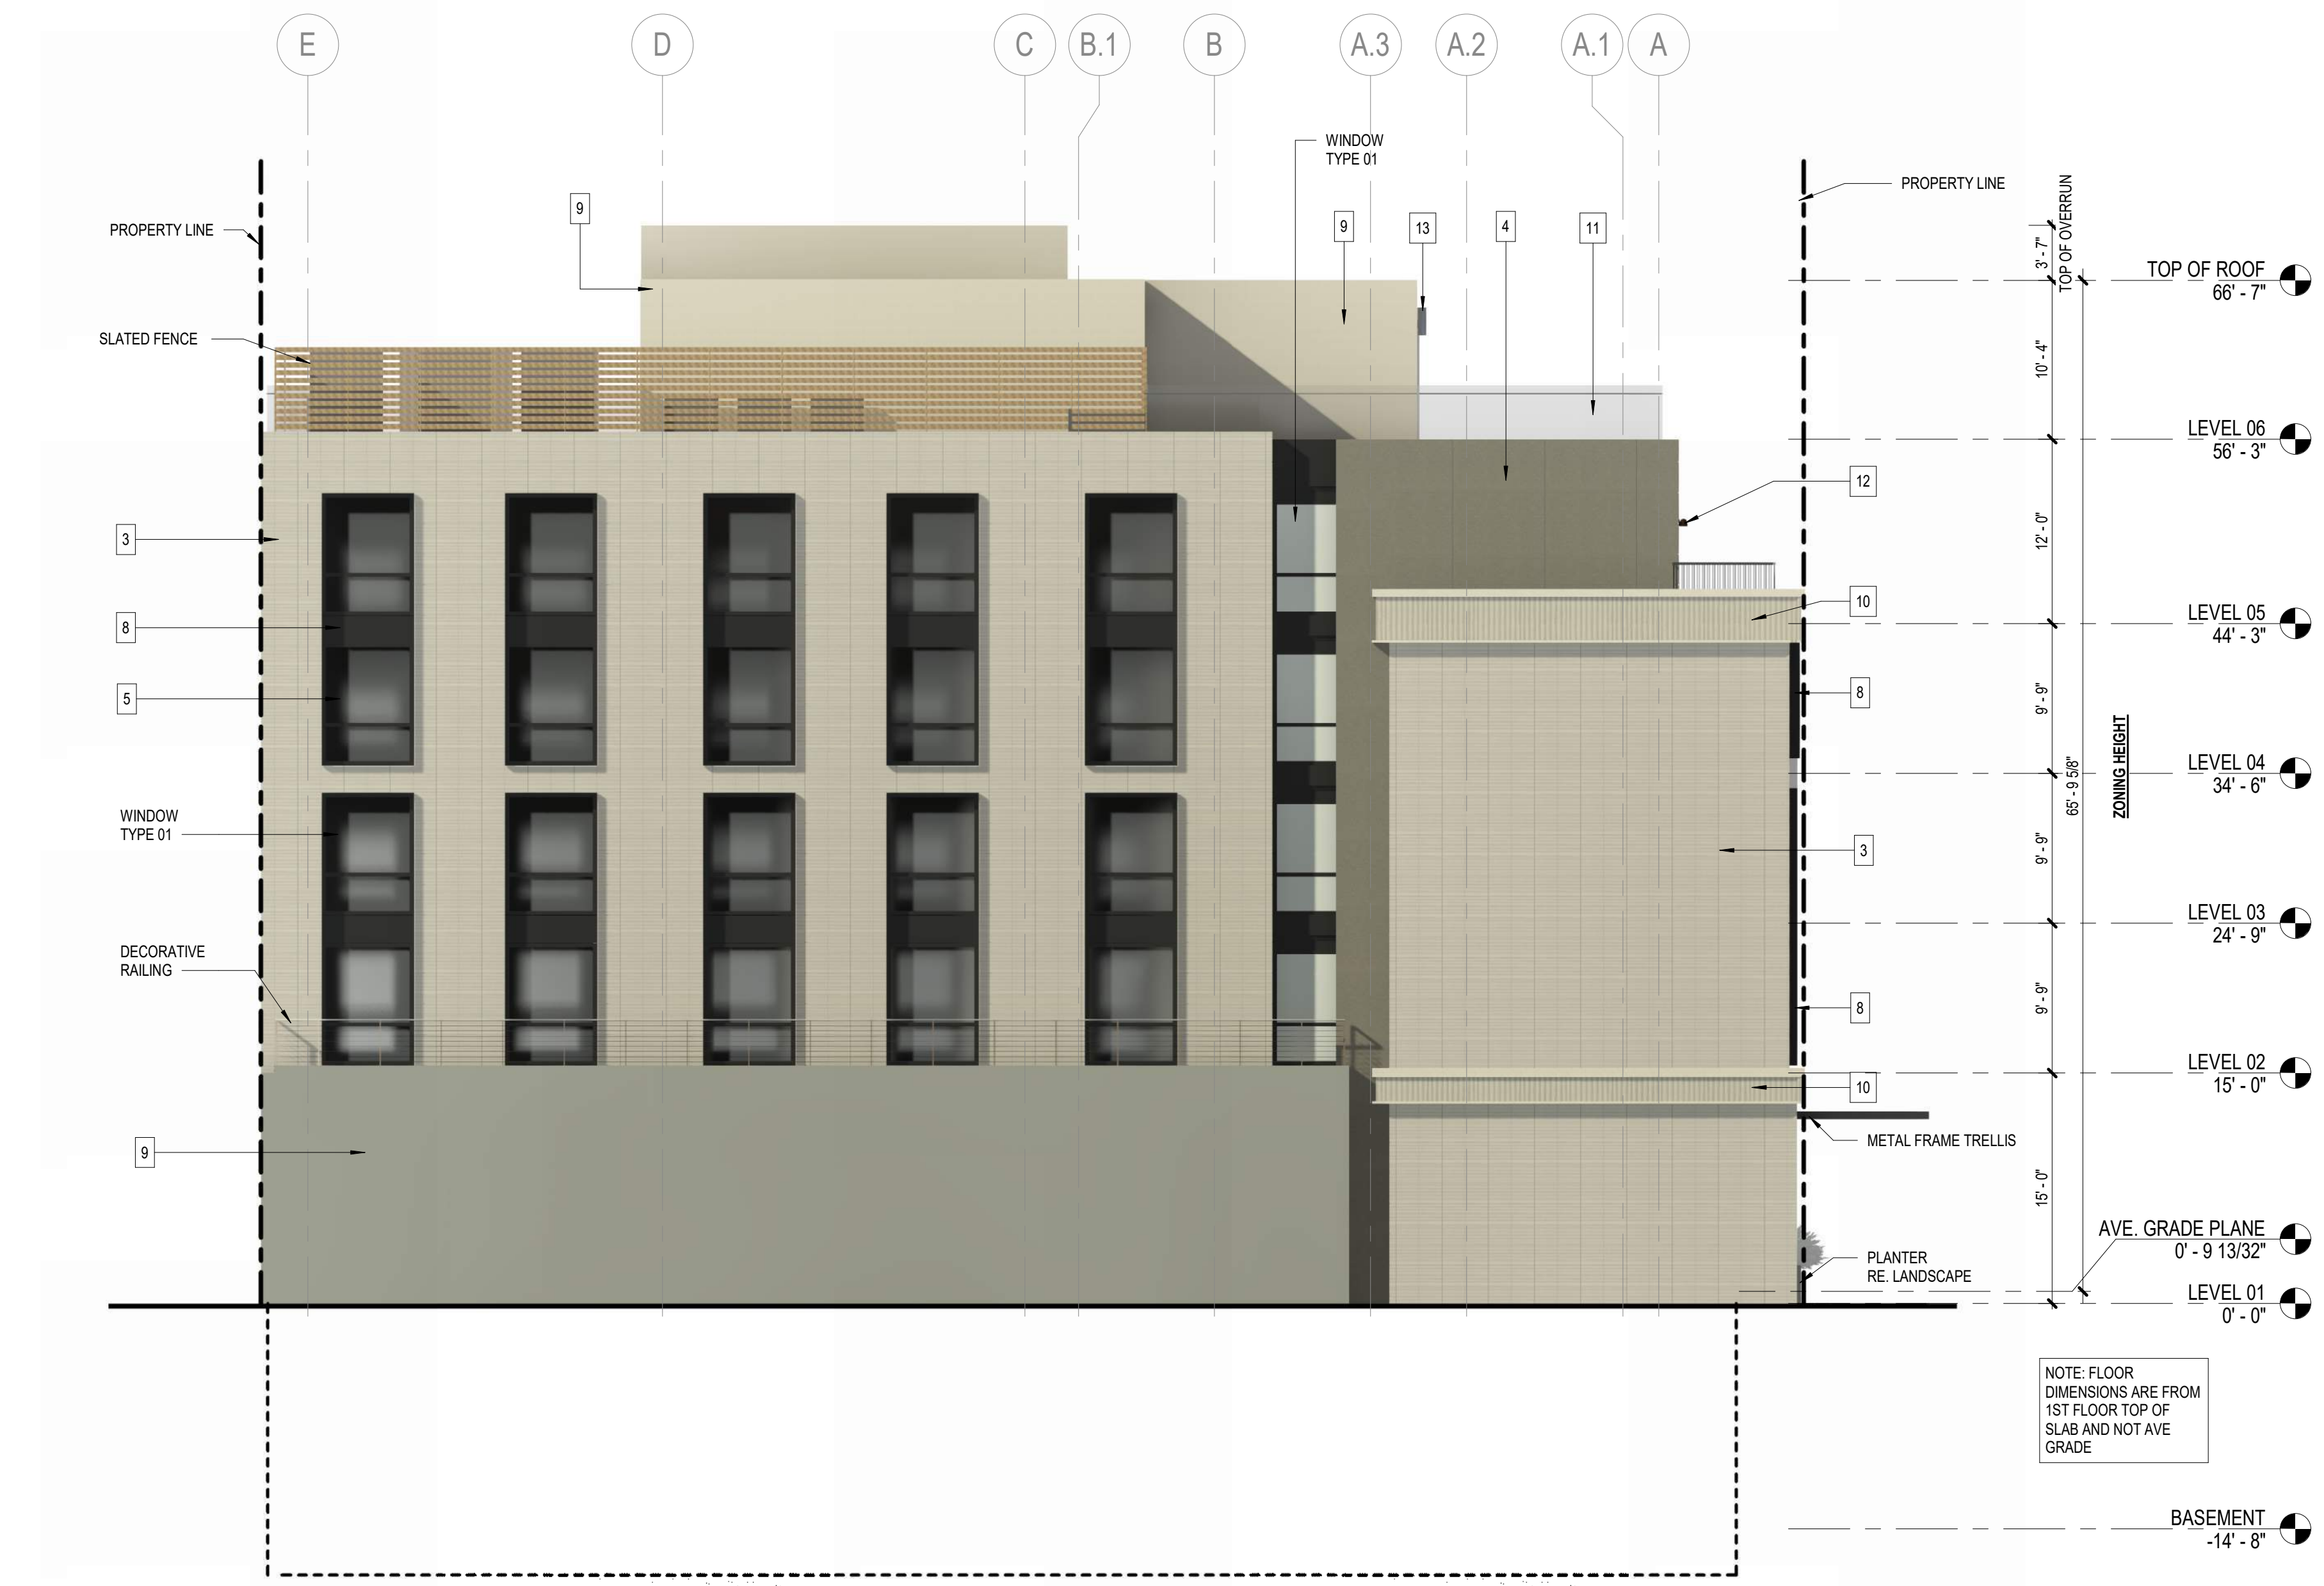 E
D
C
B.1
B
A.3
A.2
A.1
A
WINDOW
TYPE 01
PROPERTY LINE
PROPERTY LINE
9
9
13
4
11
SLATED FENCE
3' - 7"
TOP OF OVERRUN
TOP OF ROOF
66' - 7"
10' - 4"
LEVEL 06
56' - 3"
12
3
12' - 0"
10
8
LEVEL 05
44' - 3"
5
8
9' - 9"
ZONING HEIGHT
LEVEL 04
34' - 6"
65' - 9 5/8"
WINDOW
TYPE 01
3
9' - 9"
LEVEL 03
24' - 9"
DECORATIVE
RAILING
8
9' - 9"
LEVEL 02
15' - 0"
10
9
METAL FRAME TRELLIS
15' - 0"
AVE. GRADE PLANE
0' - 9 13/32"
PLANTER
RE. LANDSCAPE
LEVEL 01
0' - 0"
NOTE: FLOOR
DIMENSIONS ARE FROM
1ST FLOOR TOP OF
SLAB AND NOT AVE
GRADE
BASEMENT
-14' - 8"